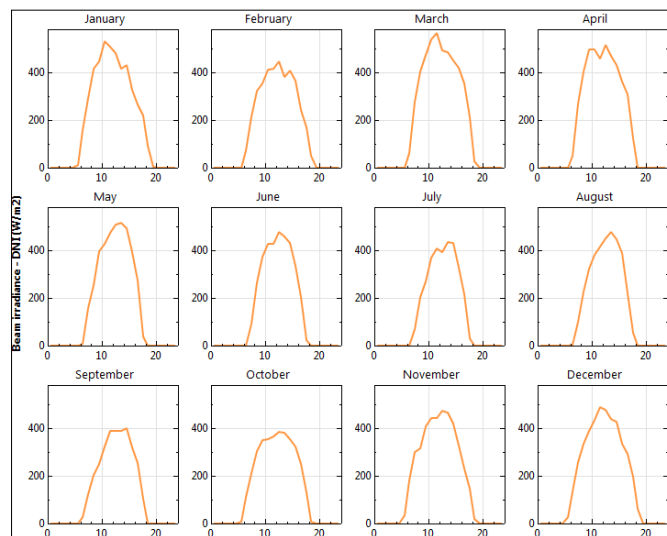 January February March April
400 200 0
0 10 20 0 10 20 0 10 20 0 10 20
May June July August
400 200 0
0 10 20 0 10 20 0 10 20 0 10 20
Beam irradiance - DNI (W/m2)
September October November December
400 200 0
0 10 20 0 10 20 0 10 20 0 10 20